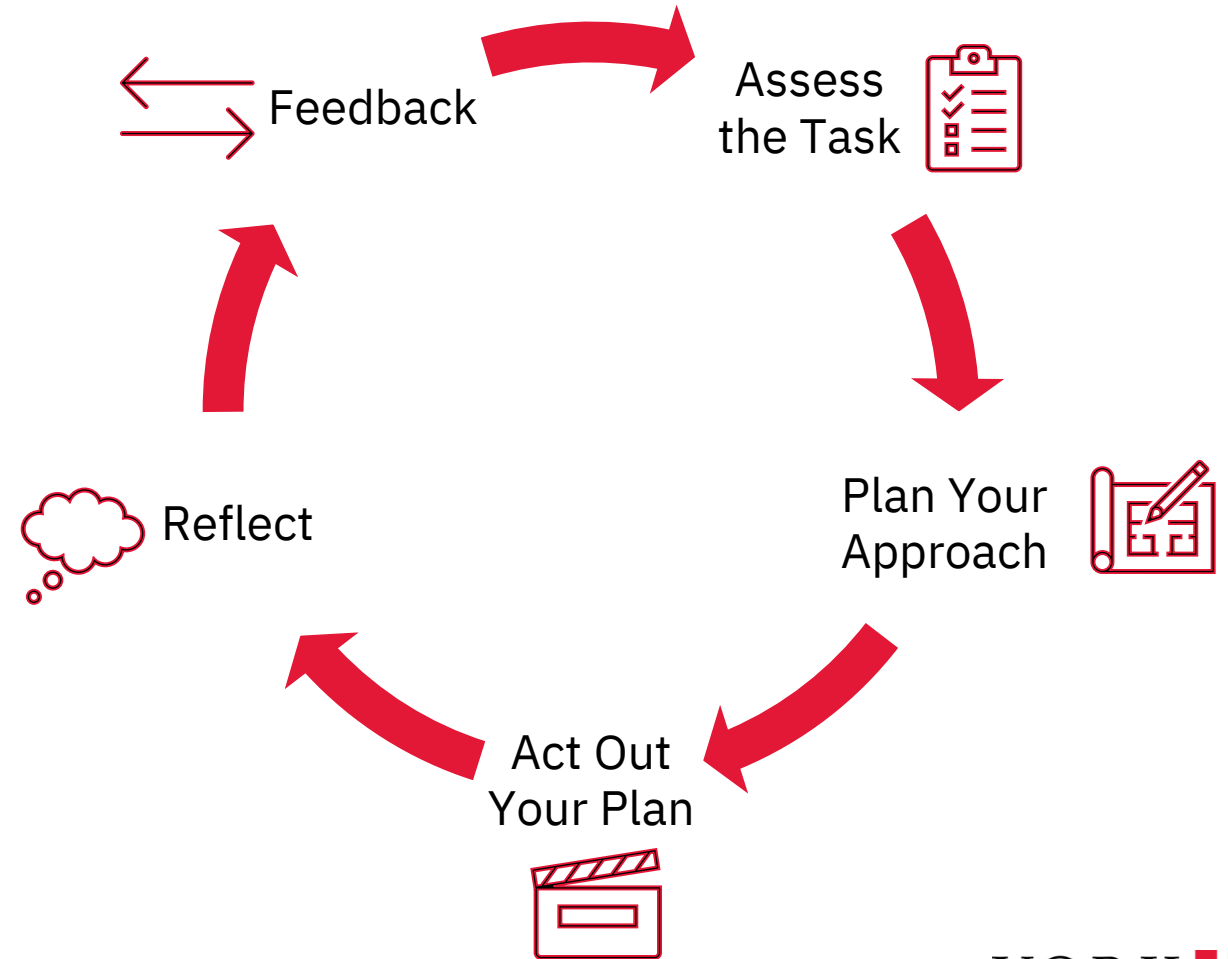 Feedback
Assess
the Task
Plan Your
Approach
Act Out
Your Plan
Reflect